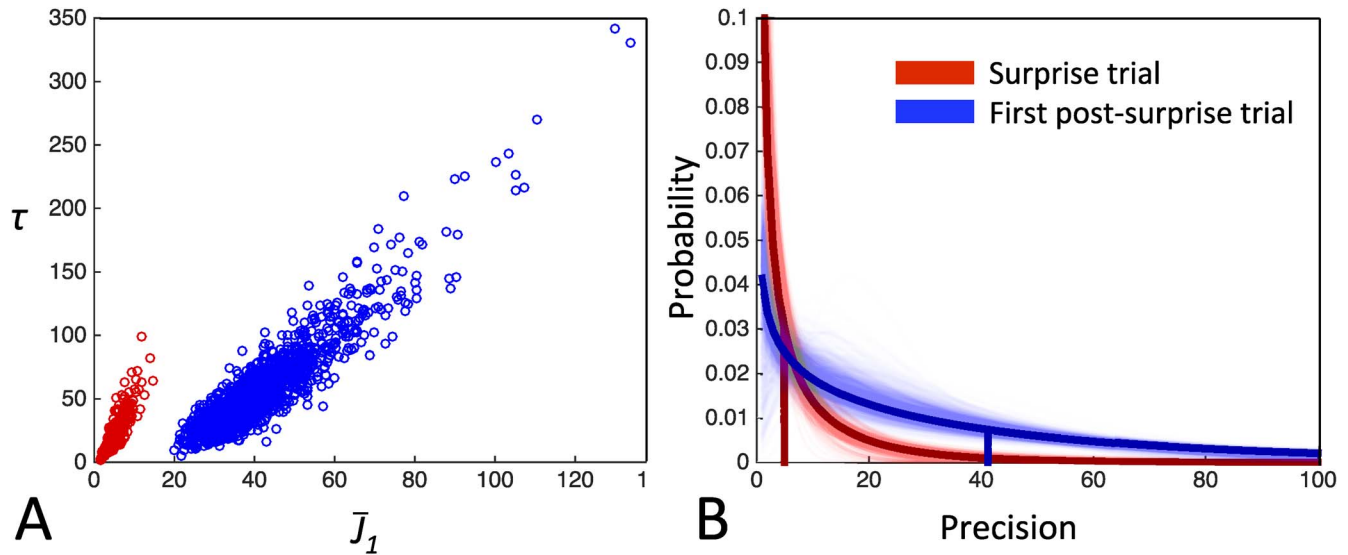 350
300
250
200
150
100
50
0
τ
0 20 40 60 80 100 120 1
A
J̄₁
0.1
0.09
0.08
0.07
0.06
0.05
0.04
0.03
0.02
0.01
0
Probability
Surprise trial
First post-surprise trial
0 20 40 60 80 100
B
Precision